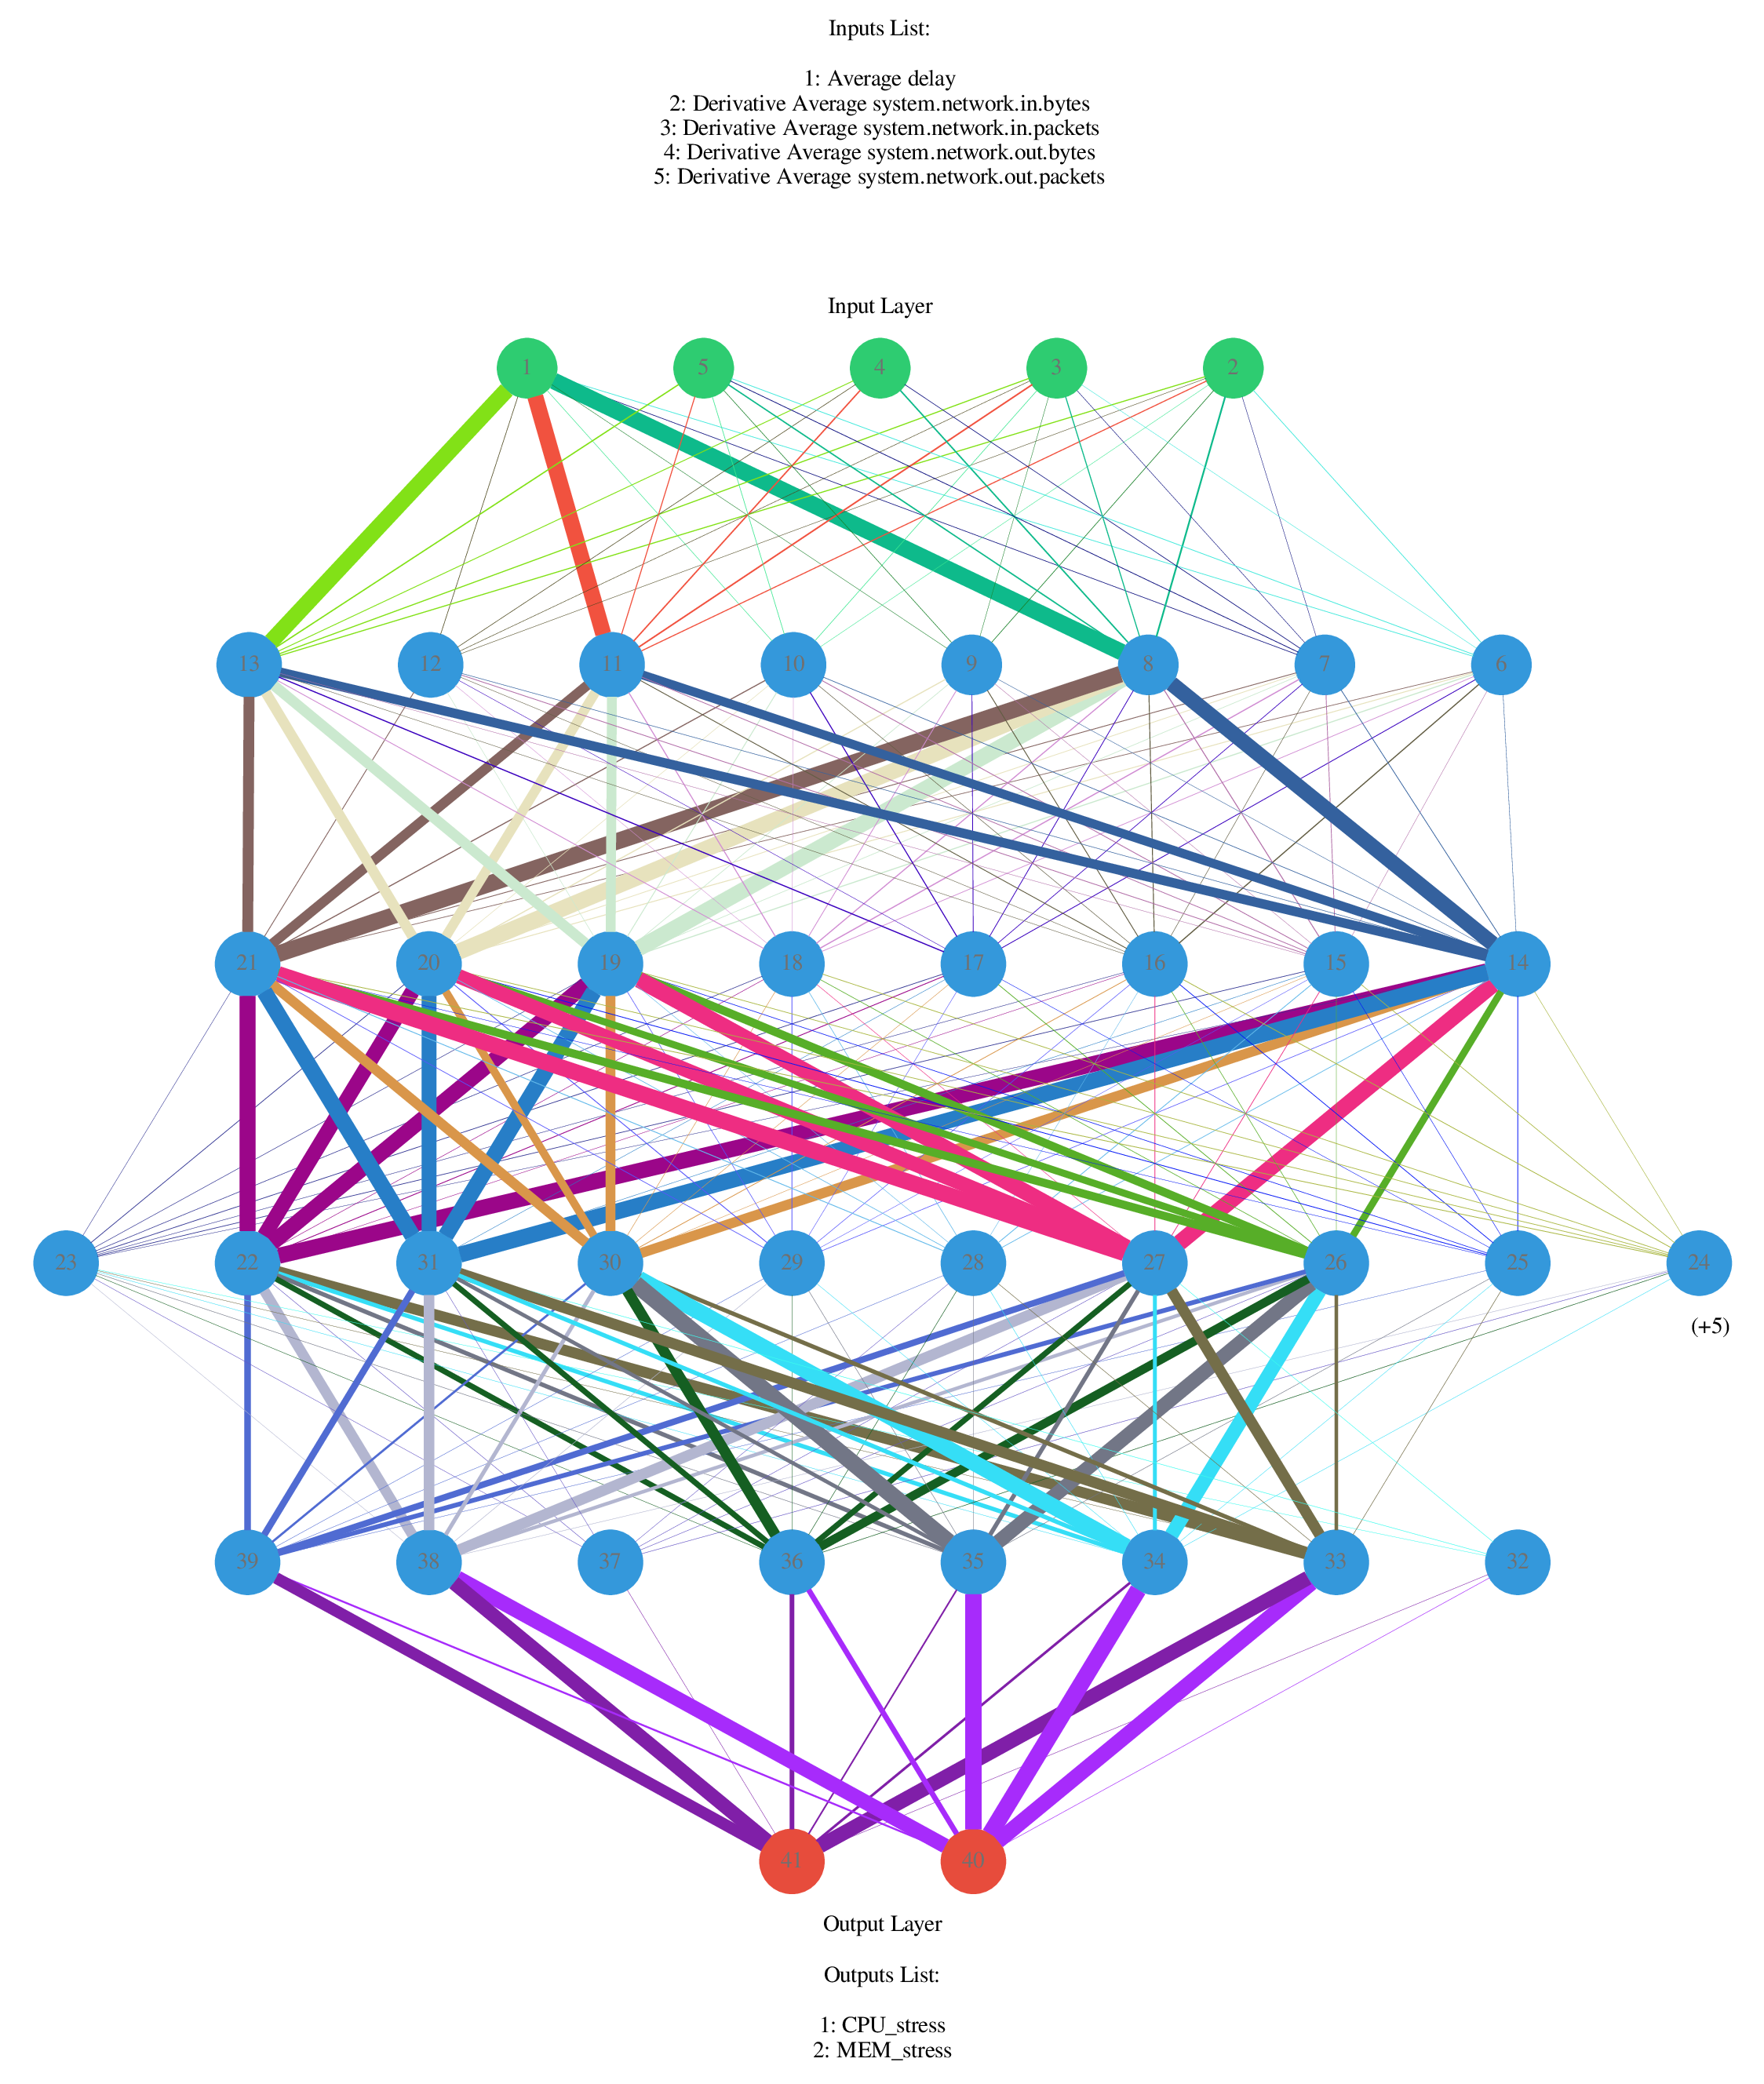 Inputs List:
1: Average delay
2: Derivative Average system.network.in.bytes
3: Derivative Average system.network.in.packets
4: Derivative Average system.network.out.bytes
5: Derivative Average system.network.out.packets
Input Layer
1 5 4 3 2
13 12 11 10 9 8 7 6
21 20 19 18 17 16 15 14
23 22 31 30 29 28 27 26 25 24
(+5)
39 38 37 36 35 34 33 32
41 40
Output Layer
Outputs List:
1: CPU_stress
2: MEM_stress